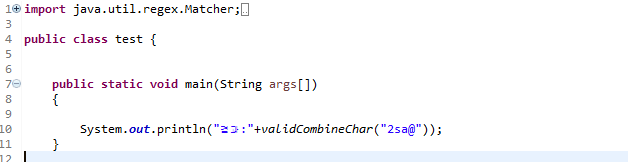 1 import java.util.regex.Matcher;
3
4 public class test {
5
6
7 public static void main(String args[])
8 {
9
10 System.out.println(":"+validCombineChar("2sa@"));
11 }
12